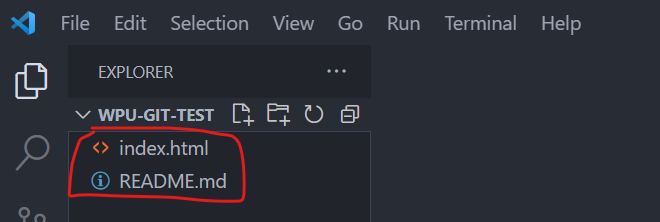 File Edit Selection View Go Run Terminal Help
EXPLORER
WPU-GIT-TEST
index.html
README.md